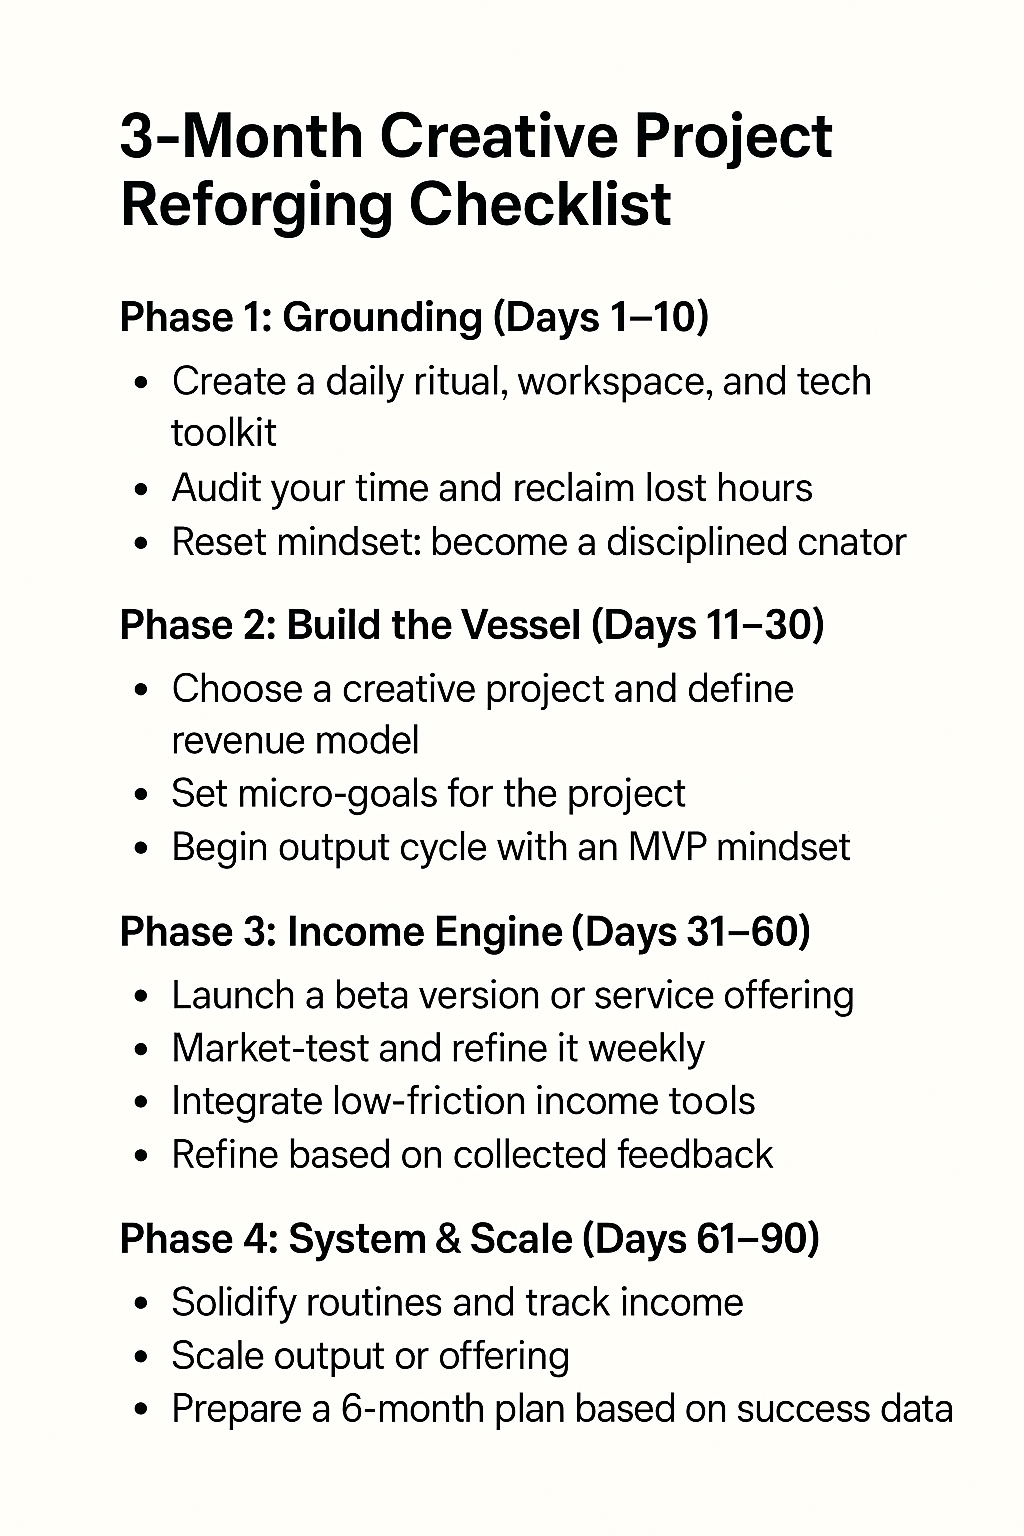 3-Month Creative Project
Reforging Checklist
Phase 1: Grounding (Days 1–10)
• Create a daily ritual, workspace, and tech
toolkit
• Audit your time and reclaim lost hours
• Reset mindset: become a disciplined cnator
Phase 2: Build the Vessel (Days 11–30)
• Choose a creative project and define
revenue model
• Set micro-goals for the project
• Begin output cycle with an MVP mindset
Phase 3: Income Engine (Days 31–60)
• Launch a beta version or service offering
• Market-test and refine it weekly
• Integrate low-friction income tools
• Refine based on collected feedback
Phase 4: System & Scale (Days 61–90)
• Solidify routines and track income
• Scale output or offering
• Prepare a 6-month plan based on success data